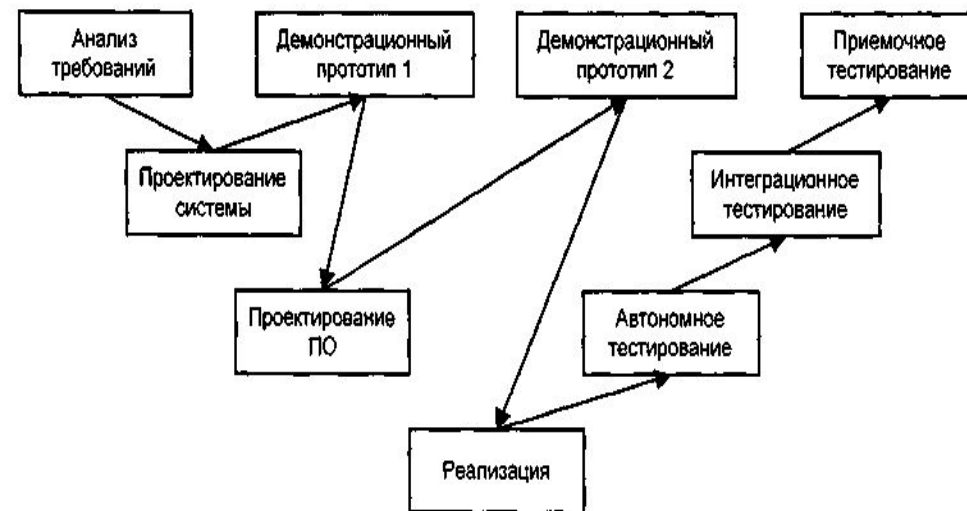 Анализ
требований
Демонстрационный
прототип 1
Демонстрационный
прототип 2
Приемочное
тестирование
Проектирование
системы
Интеграционное
тестирование
Проектирование
ПО
Автономное
тестирование
Реализация